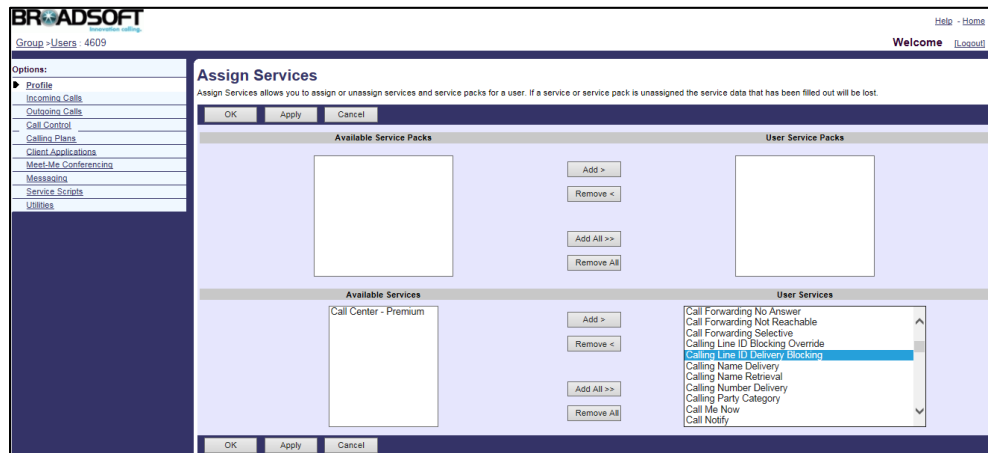 BROADSOFT
innovation calling.
Help - Home
Group >Users : 4609
Welcome [Logout]
Options:
Profile
Incoming Calls
Outgoing Calls
Call Control
Calling Plans
Client Applications
Meet-Me Conferencing
Messaging
Service Scripts
Utilities
Assign Services
Assign Services allows you to assign or unassign services and service packs for a user. If a service or service pack is unassigned the service data that has been filled out will be lost.
OK Apply Cancel
Available Service Packs User Service Packs
Add >
Remove <
Add All >>
Remove All
Available Services User Services
Call Center - Premium
Add >
Remove <
Add All >>
Remove All
Call Forwarding No Answer
Call Forwarding Not Reachable
Call Forwarding Selective
Calling Line ID Blocking Override
Calling Line ID Delivery Blocking
Calling Name Delivery
Calling Name Retrieval
Calling Number Delivery
Calling Party Category
Call Me Now
Call Notify
OK Apply Cancel